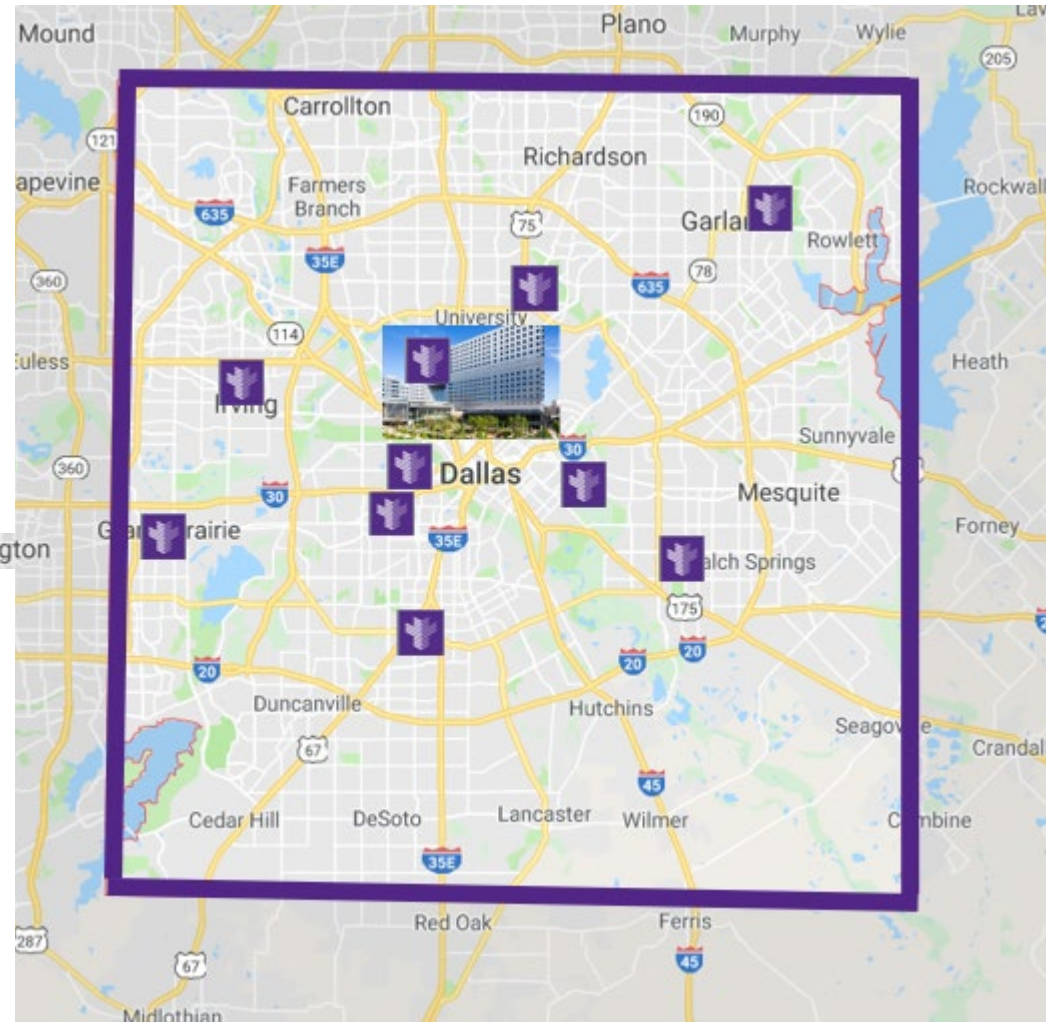 Mound
Plano
Murphy
Wylie
205
Carrollton
190
121
Richardson
apevine
Farmers
Branch
Rockwall
635
75
Garla
Rowlett
35E
78
360
635
University
114
Euless
Heath
Irving
Sunnyvale
30
360
Dallas
30
Mesquite
Gra
rairie
Forney
gton
35E
alch Springs
175
20
20
20
Duncanville
Hutchins
67
Seagov
e
Crandal
45
Cedar Hill
DeSoto
Lancaster
Wilmer
C
mbine
35E
Red Oak
Ferris
287
67
45
Midlothian